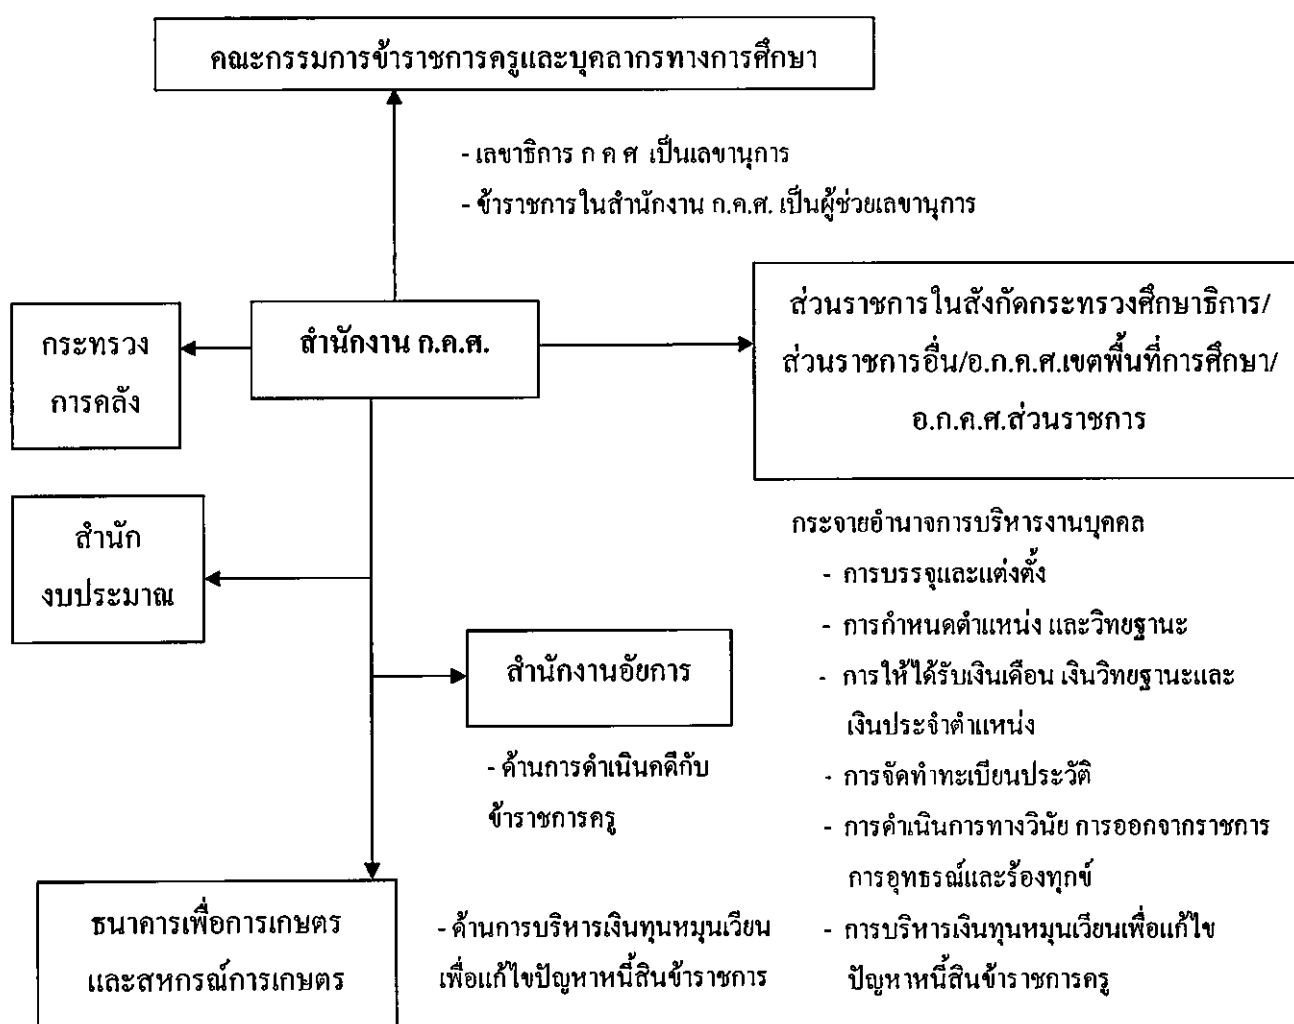 คณะกรรมการข้าราชการครูและบุคลากรทางการศึกษา
- เลขาธิการ ก ค ศ เป็นเลขานุการ
- ข้าราชการในสำนักงาน ก.ค.ศ. เป็นผู้ช่วยเลขานุการ
กระทรวง
การคลัง
สำนักงาน ก.ค.ศ.
ส่วนราชการในสังกัดกระทรวงศึกษาธิการ/
ส่วนราชการอื่น/อ.ก.ค.ศ.เขตพื้นที่การศึกษา/
อ.ก.ค.ศ.ส่วนราชการ
สำนัก
งบประมาณ
สำนักงานอัยการ
- ด้านการดำเนินคดีกับ
ข้าราชการครู
กระจายอำนาจการบริหารงานบุคคล
- การบรรจุและแต่งตั้ง
- การกำหนดตำแหน่ง และวิทยฐานะ
- การให้ได้รับเงินเดือน เงินวิทยฐานะและ
เงินประจำตำแหน่ง
- การจัดทำทะเบียนประวัติ
- การดำเนินการทางวินัย การออกจากราชการ
การอุทธรณ์และร้องทุกข์
- การบริหารเงินทุนหมุนเวียนเพื่อแก้ไข
ปัญหาหนี้สินข้าราชการครู
ธนาคารเพื่อการเกษตร
และสหกรณ์การเกษตร
- ด้านการบริหารเงินทุนหมุนเวียน
เพื่อแก้ไขปัญหาหนี้สินข้าราชการ